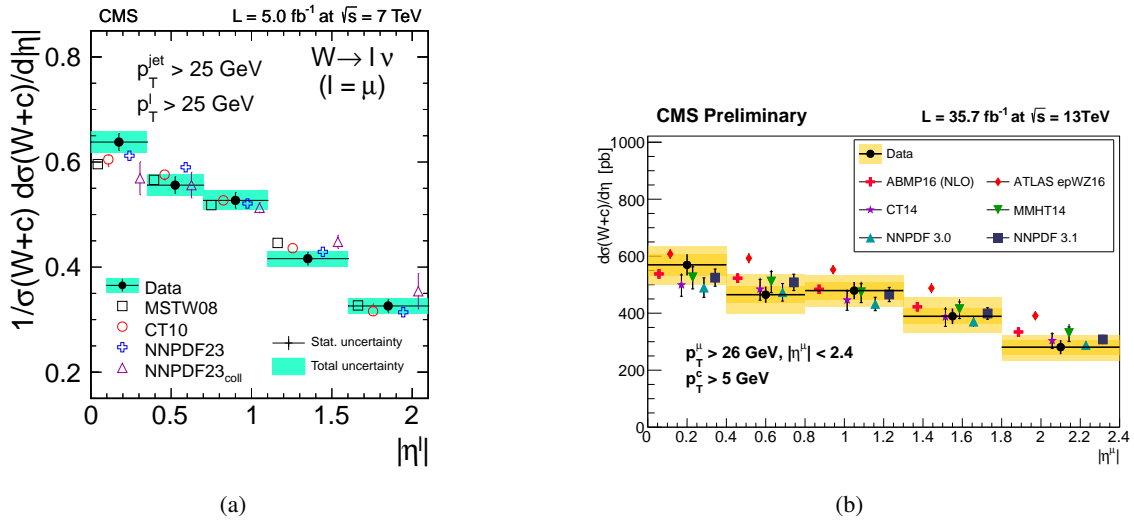 CMS
L = 5.0 fb-1 at √s = 7 TeV
1/σ(W+c) dσ(W+c)/d|η|
0.8
0.6
0.4
0.2
p_T^jet > 25 GeV
p_T^l > 25 GeV
W → l ν
(l = μ)
Data
MSTW08
CT10
NNPDF23
NNPDF23coll
Stat. uncertainty
Total uncertainty
0 0.5 1 1.5 2
|η^l|
(a)
CMS Preliminary
L = 35.7 fb-1 at √s = 13TeV
dσ(W+c)/dη [pb]
1000
800
600
400
200
0
Data
ABMP16 (NLO)
ATLAS epWZ16
CT14
MMHT14
NNPDF 3.0
NNPDF 3.1
p_T^μ > 26 GeV, |η^μ| < 2.4
p_T^c > 5 GeV
0 0.2 0.4 0.6 0.8 1 1.2 1.4 1.6 1.8 2 2.2 2.4
|η^μ|
(b)